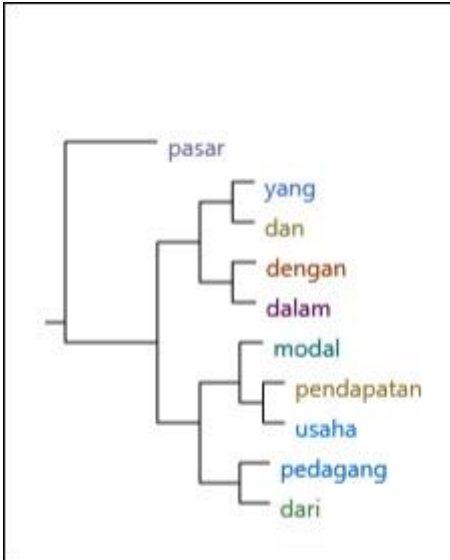 pasar
yang
dan
dengan
dalam
modal
pendapatan
usaha
pedagang
dari